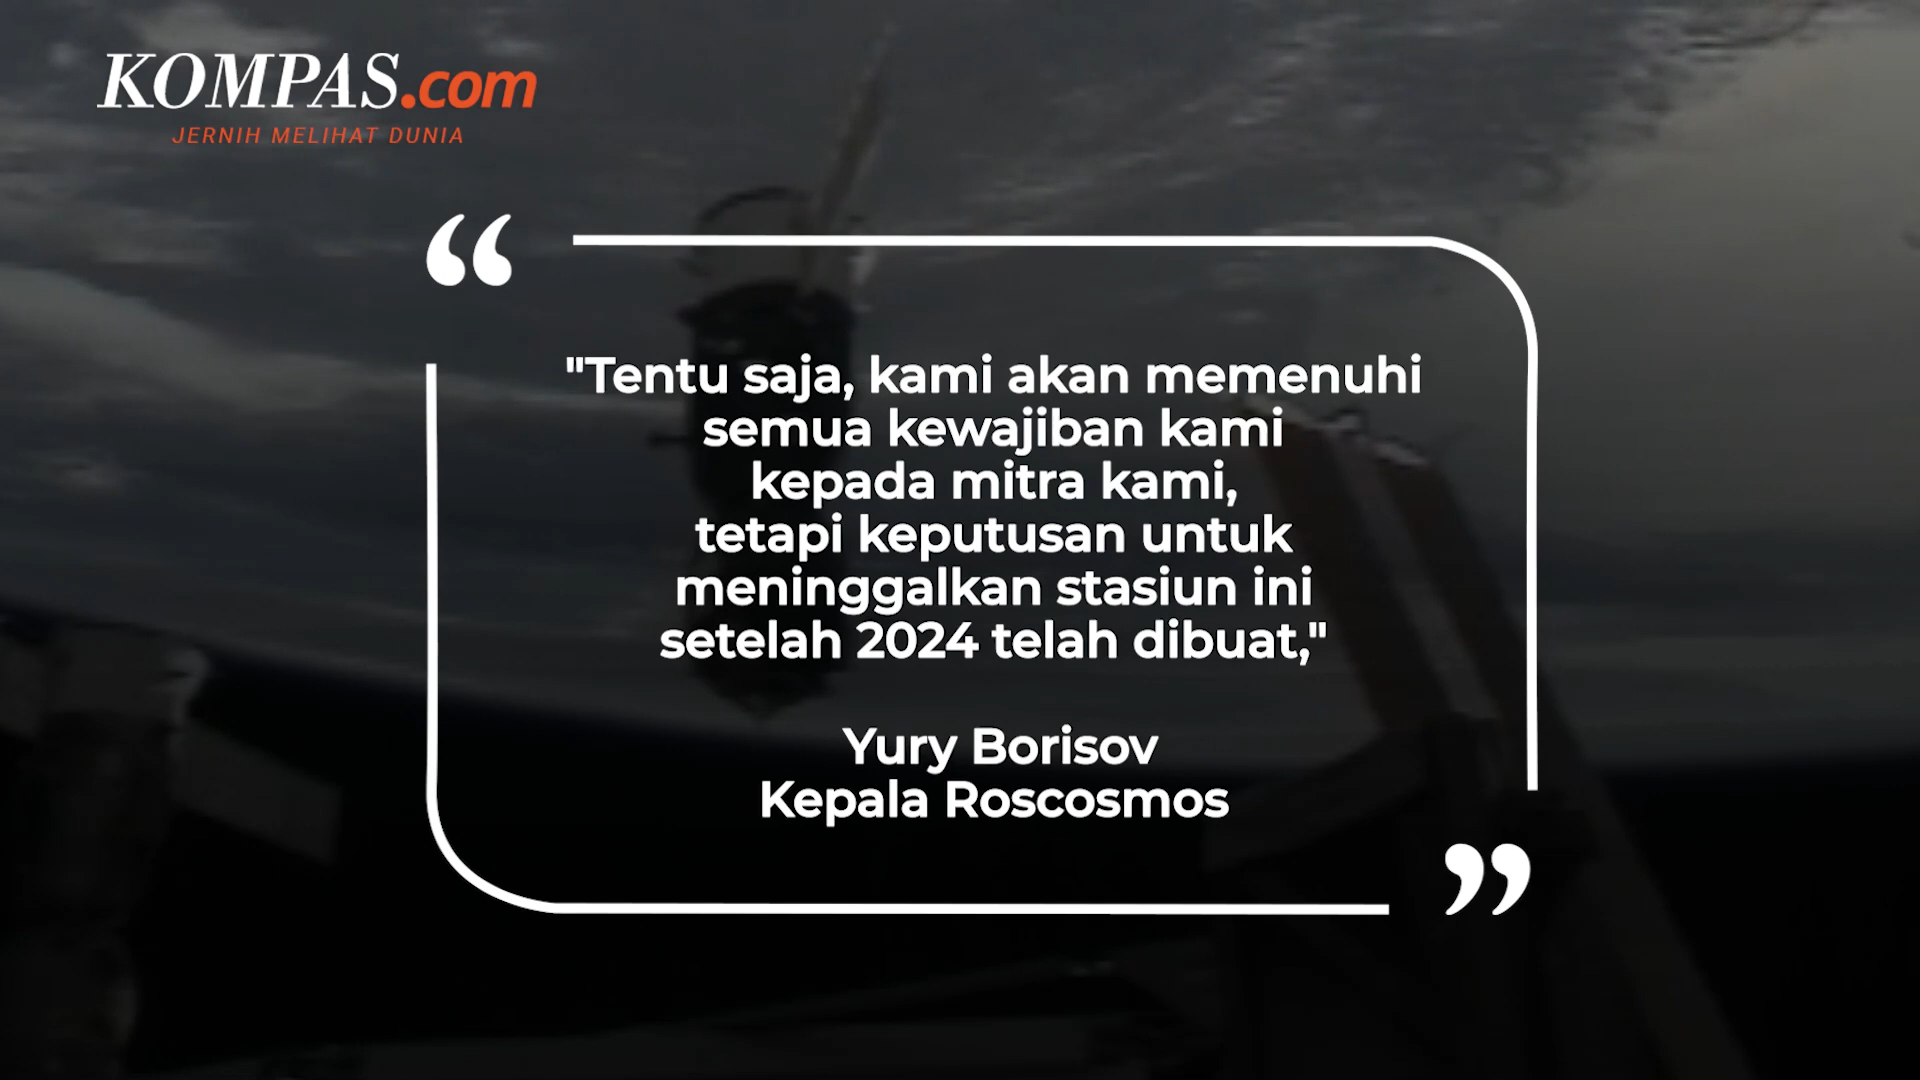 KOMPAS.com
JERNIH MELIHAT DUNIA
“
"Tentu saja, kami akan memenuhi
semua kewajiban kami
kepada mitra kami,
tetapi keputusan untuk
meninggalkan stasiun ini
setelah 2024 telah dibuat,"
Yury Borisov
Kepala Roscosmos
”